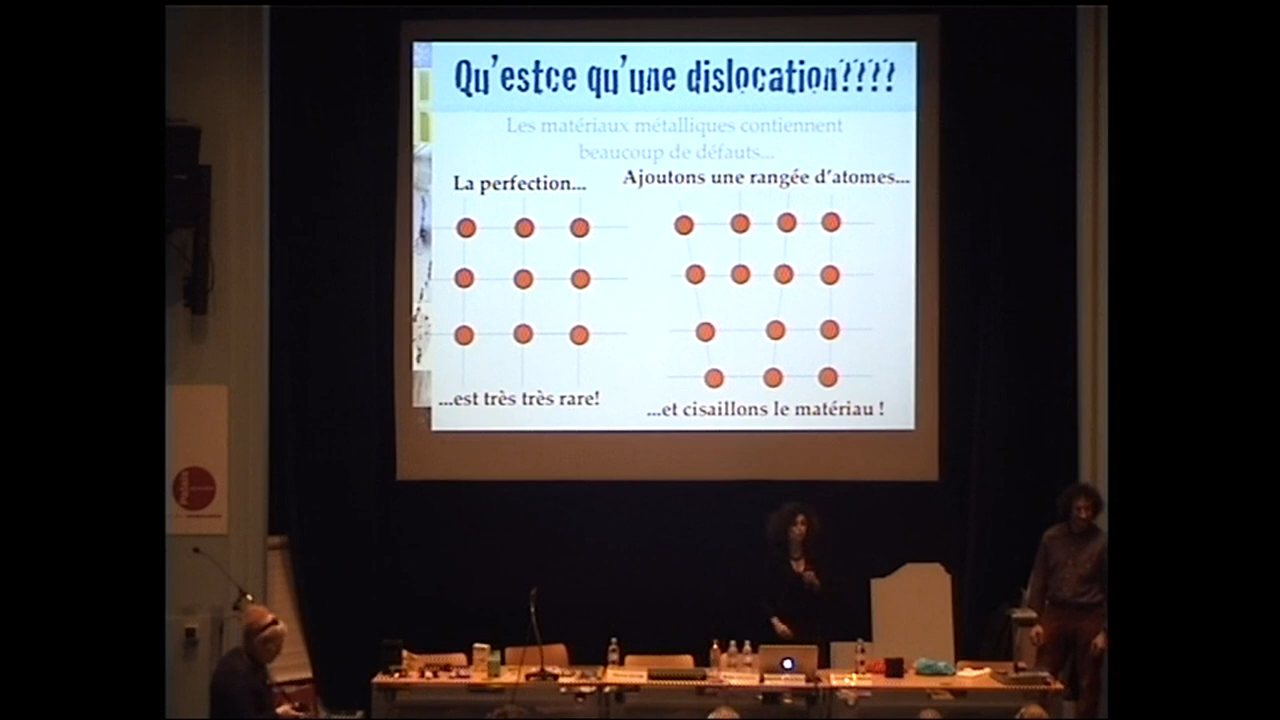 Qu'estce qu'une dislocation????
Les matériaux métalliques contiennent
beaucoup de défauts...
La perfection...
Ajoutons une rangée d'atomes...
...est très très rare!
...et cisaillons le matériau !